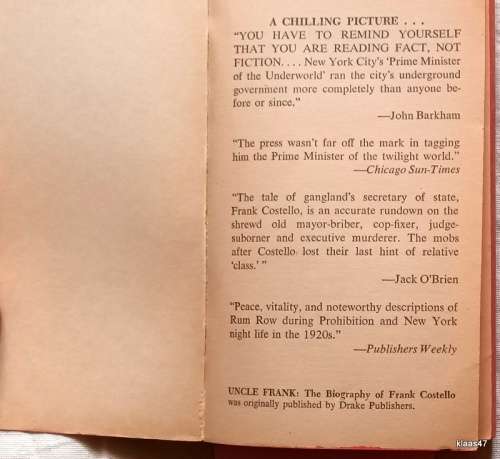 A CHILLING PICTURE . . .
"YOU HAVE TO REMIND YOURSELF
THAT YOU ARE READING FACT, NOT
FICTION. . . . New York City's 'Prime Minister
of the Underworld' ran the city's underground
government more completely than anyone be-
fore or since."
—John Barkham
"The press wasn't far off the mark in tagging
him the Prime Minister of the twilight world."
—Chicago Sun-Times
"The tale of gangland's secretary of state,
Frank Costello, is an accurate rundown on the
shrewd old mayor-briber, cop-fixer, judge-
suborner and executive murderer. The mobs
after Costello lost their last hint of relative
'class.' "
—Jack O'Brien
"Peace, vitality, and noteworthy descriptions of
Rum Row during Prohibition and New York
night life in the 1920s."
—Publishers Weekly
UNCLE FRANK: The Biography of Frank Costello
was originally published by Drake Publishers.
klaas47